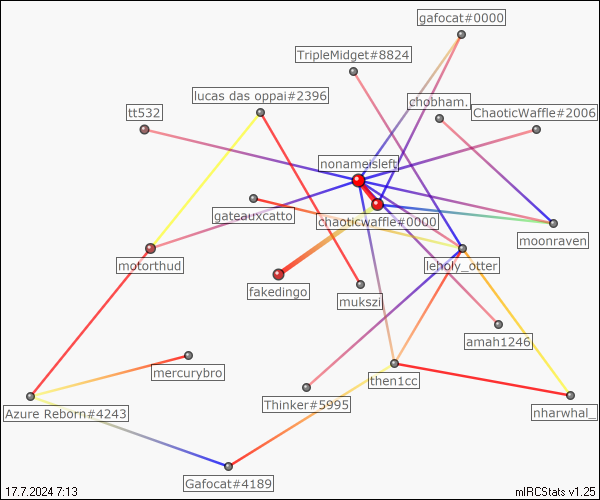 gafocat#0000
TripleMidget#8824
lucas das oppai#2396
chobham.
tt532
ChaoticWaffle#2006
nonameisleft
gateauxcatto
chaoticwaffle#0000
moonraven
motorthud
leholy_otter
fakedingo
mukszi
amah1246
mercurybro
then1cc
Thinker#5995
Azure Reborn#4243
nharwhal_
Gafocat#4189
17.7.2024 7:13
mIRCStats v1.25